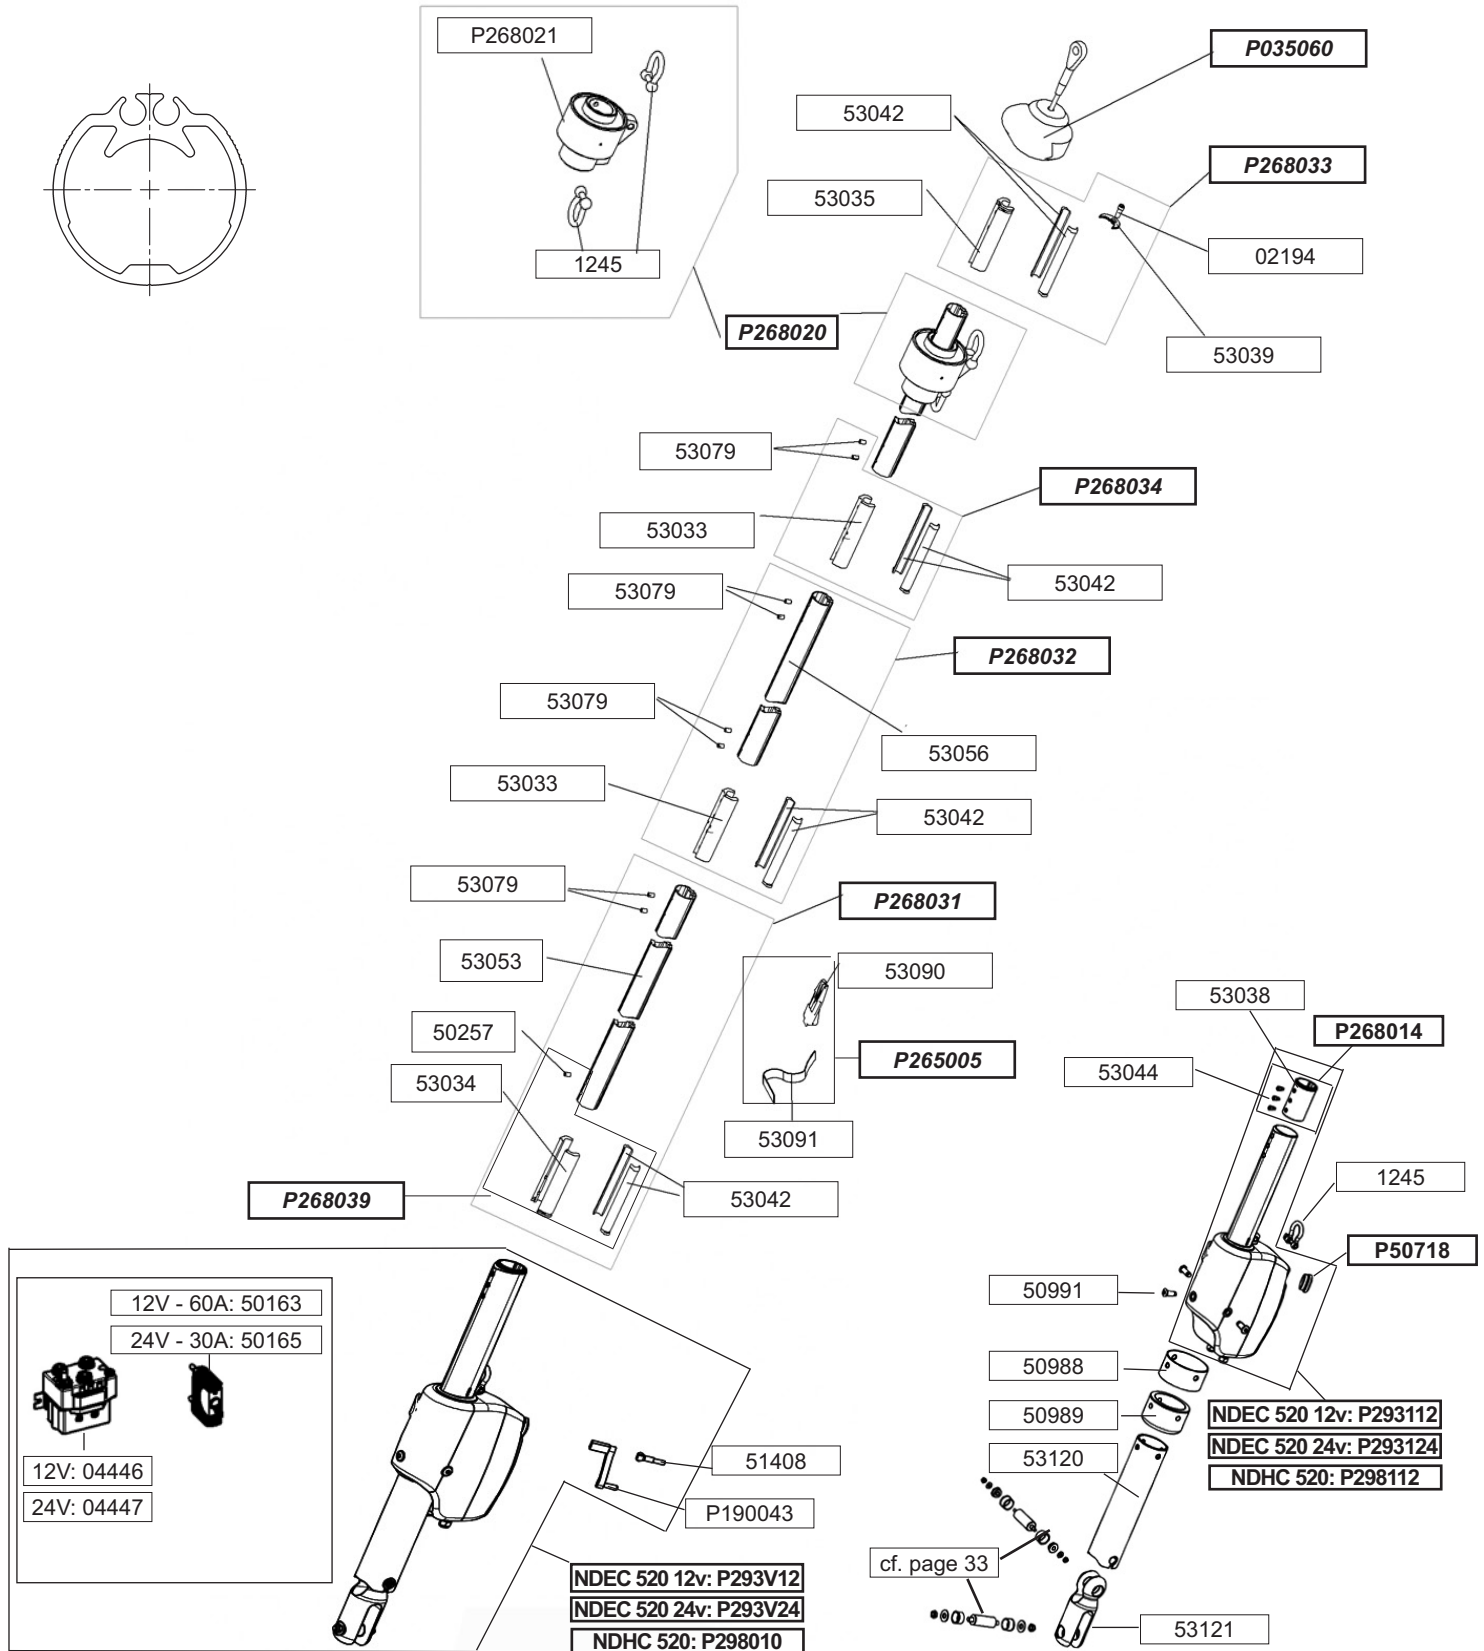 P268021
P035060
53042
P268033
53035
02194
1245
P268020
53039
53079
P268034
53033
53042
53079
P268032
53079
53056
53033
53042
53079
P268031
53053
53090
53038
50257
P268014
P265005
53044
53034
53091
1245
P268039
53042
P50718
12V - 60A: 50163
50991
24V - 30A: 50165
50988
50989
NDEC 520 12v: P293112
NDEC 520 24v: P293124
53120
NDHC 520: P298112
12V: 04446
51408
24V: 04447
P190043
cf. page 33
NDEC 520 12v: P293V12
NDEC 520 24v: P293V24
53121
NDHC 520: P298010